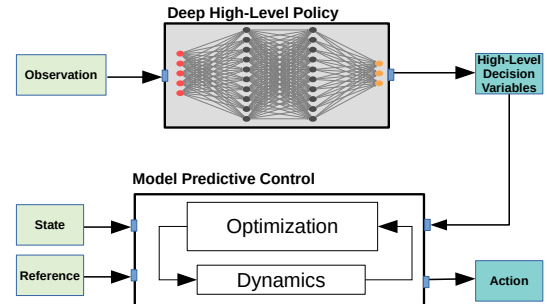 Deep High-Level Policy
Observation
High-Level
Decision
Variables
Model Predictive Control
State
Optimization
Reference
Dynamics
Action